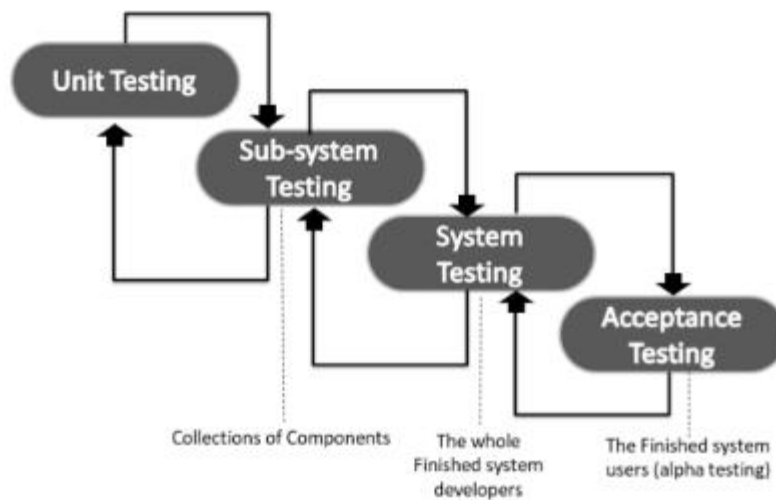 Unit Testing
Sub-system
Testing
System
Testing
Acceptance
Testing
Collections of Components
The whole
Finished system
developers
The Finished system
users (alpha testing)